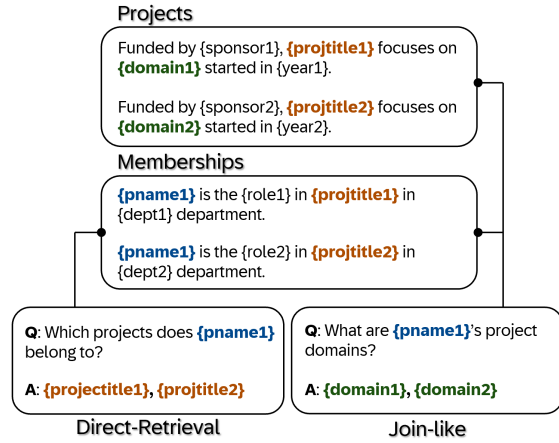 Projects
Funded by {sponsor1}, {projtitle1} focuses on
{domain1} started in {year1}.
Funded by {sponsor2}, {projtitle2} focuses on
{domain2} started in {year2}.
Memberships
{pname1} is the {role1} in {projtitle1} in
{dept1} department.
{pname1} is the {role2} in {projtitle2} in
{dept2} department.
Q: Which projects does {pname1}
belong to?
A: {projectitle1}, {projtitle2}
Direct-Retrieval
Q: What are {pname1}'s project
domains?
A: {domain1}, {domain2}
Join-like